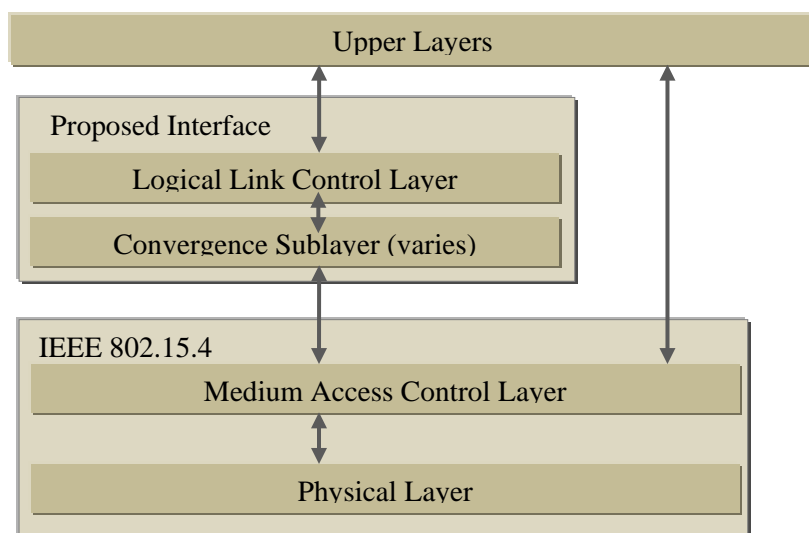 Upper Layers
Proposed Interface
Logical Link Control Layer
Convergence Sublayer (varies)
IEEE 802.15.4
Medium Access Control Layer
Physical Layer